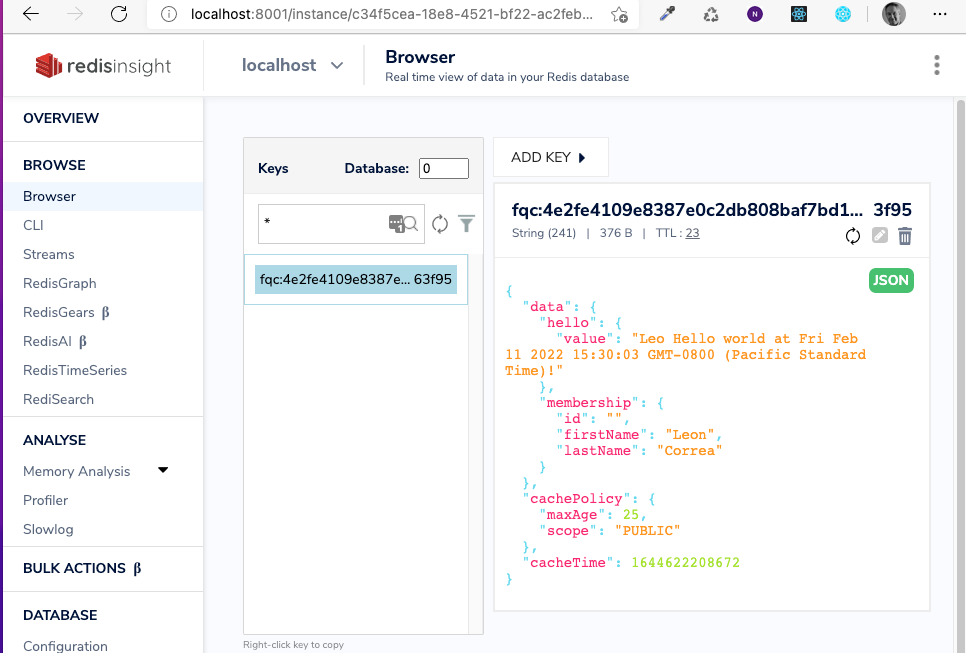 localhost:8001/instance/c34f5cea-18e8-4521-bf22-ac2feb...
N
redisinsight
localhost
Browser
Real time view of data in your Redis database
OVERVIEW
BROWSE
Browser
CLI
Streams
RedisGraph
RedisGears β
RedisAI β
RedisTimeSeries
RediSearch
ANALYSE
Memory Analysis
Profiler
Slowlog
BULK ACTIONS β
DATABASE
Configuration
Keys Database: 0
*
fqc:4e2fe4109e8387e... 63f95
Right-click key to copy
ADD KEY
fqc:4e2fe4109e8387e0c2db808baf7bd1... 3f95
String (241) | 376 B | TTL : 23
JSON
{
"data": {
"hello": {
"value": "Leo Hello world at Fri Feb
11 2022 15:30:03 GMT-0800 (Pacific Standard
Time)!"
},
"membership": {
"id": "",
"firstName": "Leon",
"lastName": "Correa"
}
},
"cachePolicy": {
"maxAge": 25,
"scope": "PUBLIC"
},
"cacheTime": 1644622208672
}